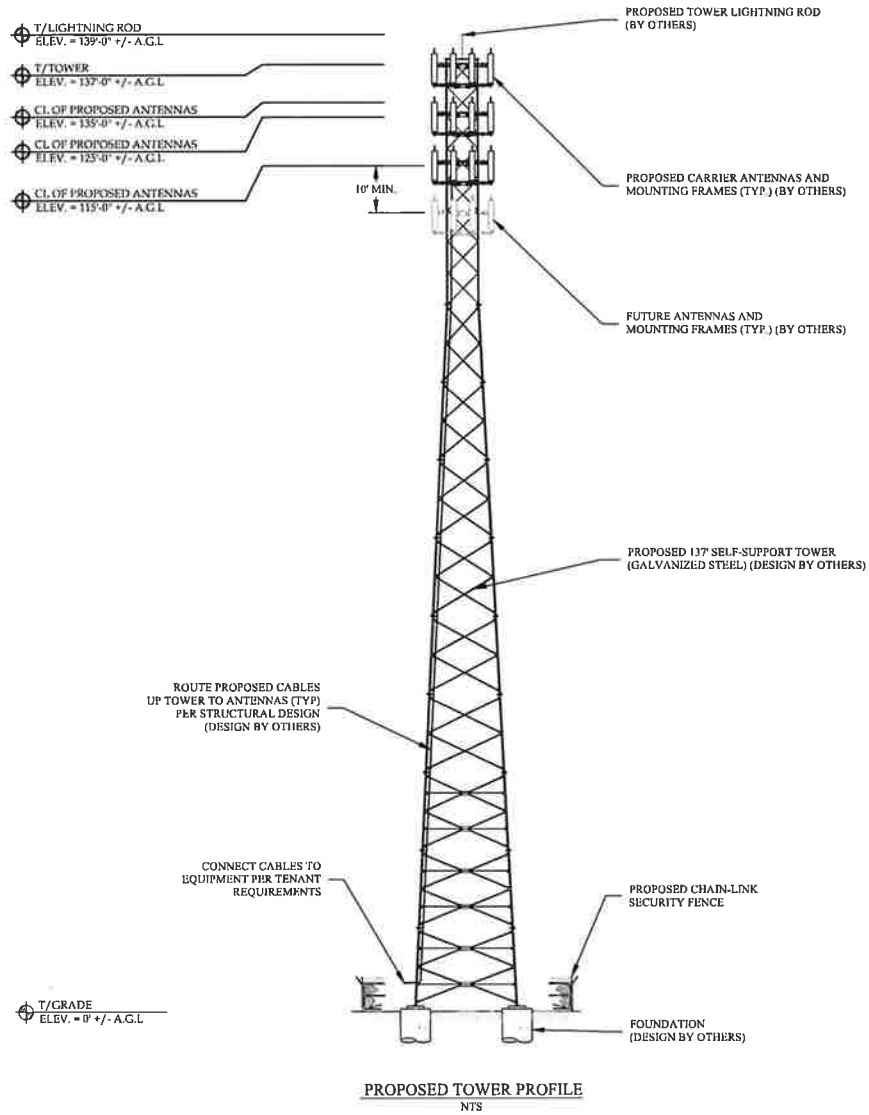 T/LIGHTNING ROD
ELEV. = 139'-0" +/- A.G.L
T/TOWER
ELEV. = 137'-0" +/- A.G.L
CL OF PROPOSED ANTENNAS
ELEV. = 135'-0" +/- A.G.L
CL OF PROPOSED ANTENNAS
ELEV. = 125'-0" +/- A.G.L
CL OF PROPOSED ANTENNAS
ELEV. = 115'-0" +/- A.G.L
10' MIN.
PROPOSED TOWER LIGHTNING ROD
(BY OTHERS)
PROPOSED CARRIER ANTENNAS AND
MOUNTING FRAMES (TYP.) (BY OTHERS)
FUTURE ANTENNAS AND
MOUNTING FRAMES (TYP.) (BY OTHERS)
PROPOSED 137' SELF-SUPPORT TOWER
(GALVANIZED STEEL) (DESIGN BY OTHERS)
ROUTE PROPOSED CABLES
UP TOWER TO ANTENNAS (TYP)
PER STRUCTURAL DESIGN
(DESIGN BY OTHERS)
CONNECT CABLES TO
EQUIPMENT PER TENANT
REQUIREMENTS
PROPOSED CHAIN-LINK
SECURITY FENCE
T/GRADE
ELEV. = 0' +/- A.G.L
FOUNDATION
(DESIGN BY OTHERS)
PROPOSED TOWER PROFILE
NTS